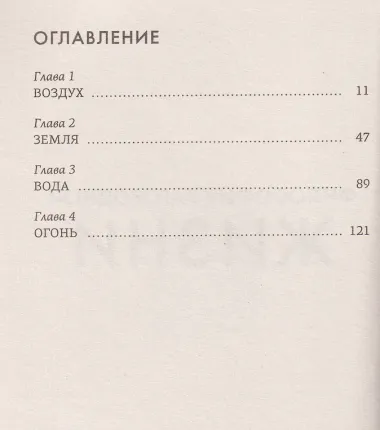 ОГЛАВЛЕНИЕ
Глава 1
ВОЗДУХ ........................................................ 11
Глава 2
ЗЕМЛЯ ........................................................ 47
Глава 3
ВОДА ........................................................ 89
Глава 4
ОГОНЬ ........................................................ 121